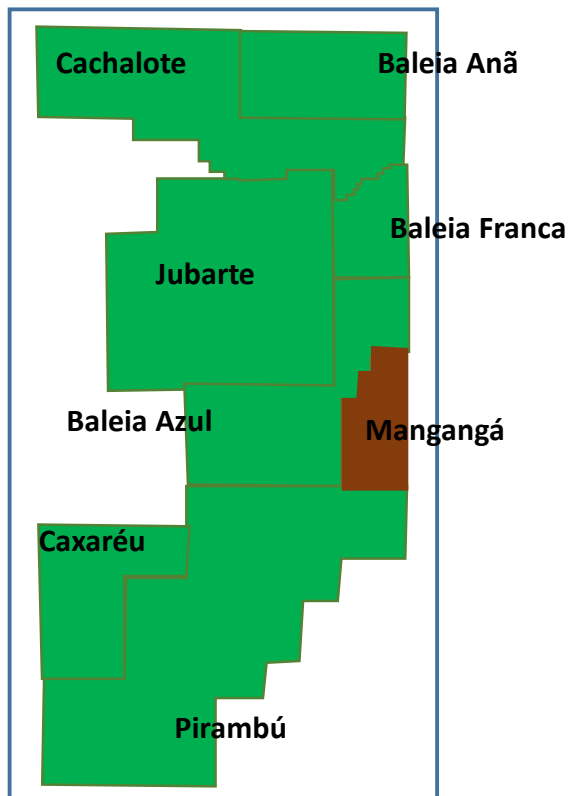 Cachalote
Baleia Anã
Baleia Franca
Jubarte
Baleia Azul
Mangangá
Caxaréu
Pirambú